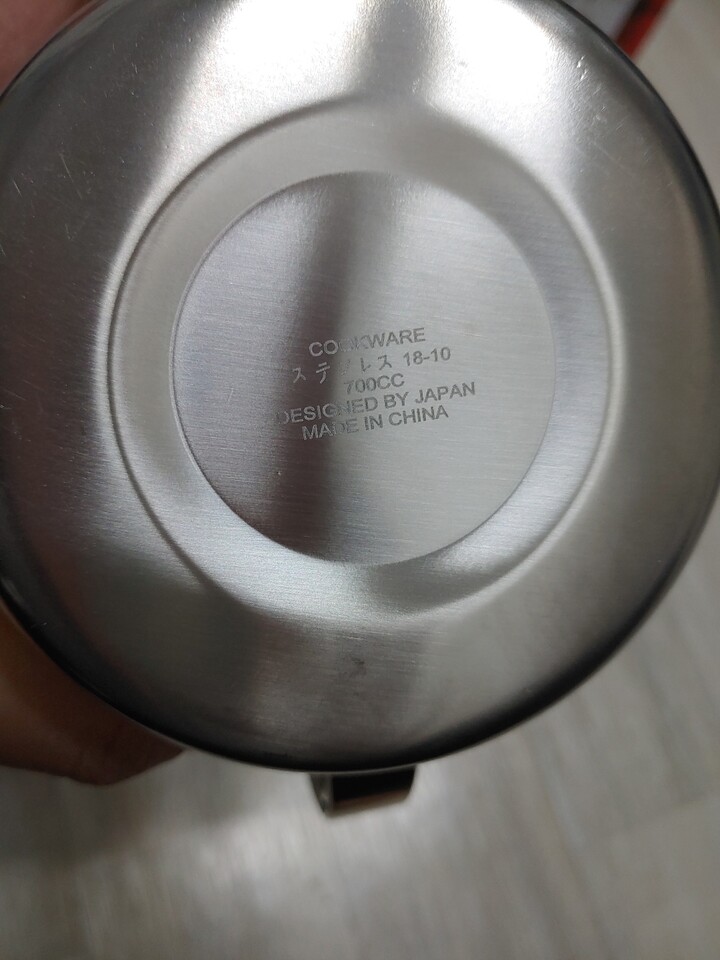 COOKWARE
ステンレス 18-10
700CC
DESIGNED BY JAPAN
MADE IN CHINA